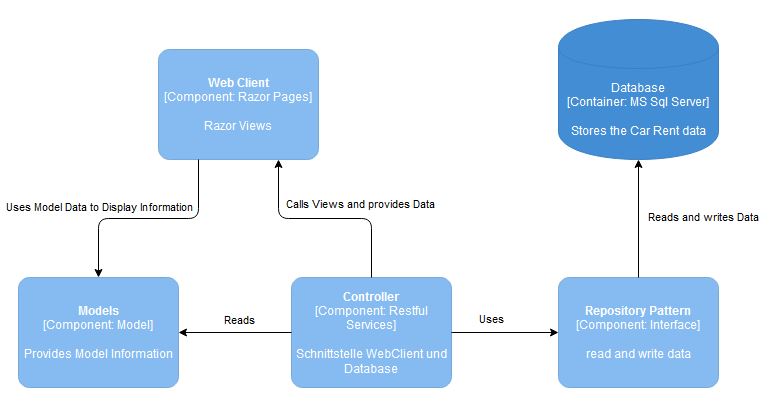 Web Client
[Component: Razor Pages]
Razor Views
Database
[Container: MS Sql Server]
Stores the Car Rent data
Uses Model Data to Display Information
Calls Views and provides Data
Reads and writes Data
Models
[Component: Model]
Provides Model Information
Reads
Controller
[Component: Restful
Services]
Schnittstelle WebClient und
Database
Uses
Repository Pattern
[Component: Interface]
read and write data